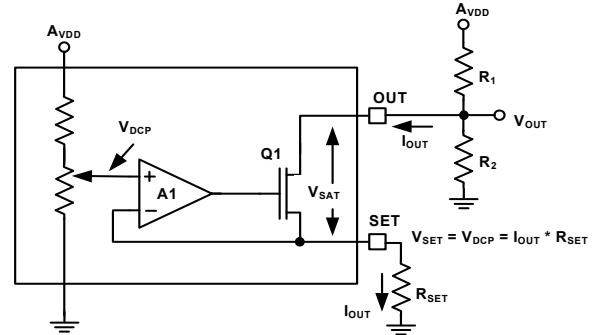 AVDD
AVDD
R1
OUT
VDCP
VOUT
IOUT
Q1
R2
+
A1
VSAT
−
SET
VSET = VDCP = IOUT * RSET
RSET
IOUT